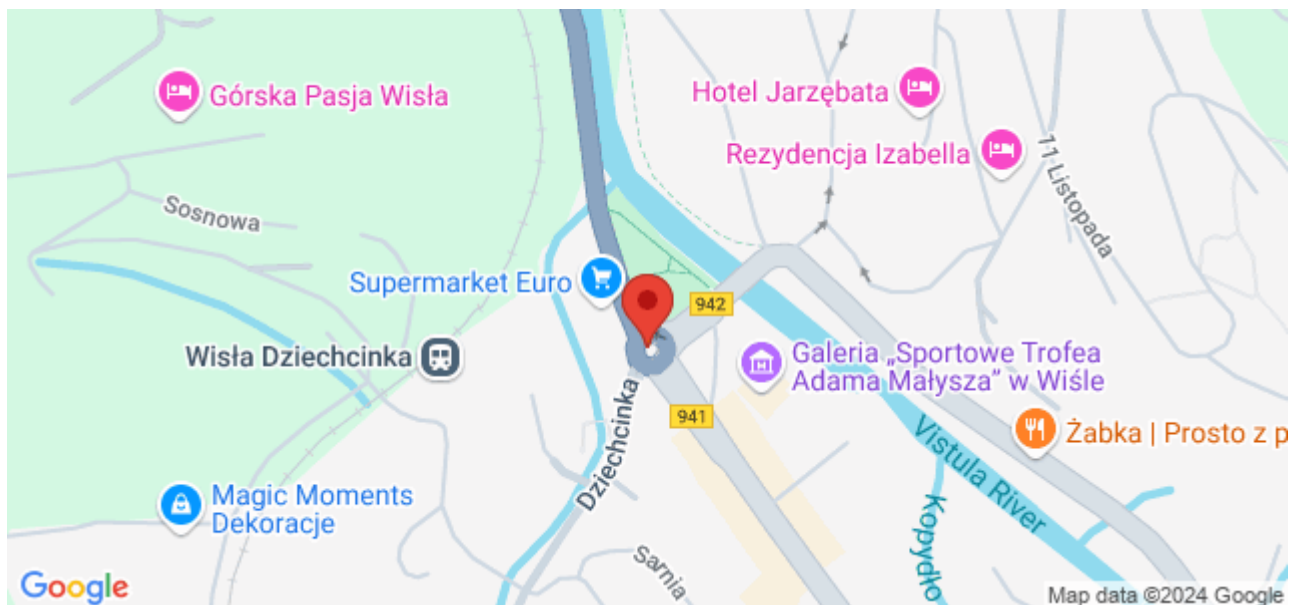 Górska Pasja Wisła
Hotel Jarzębata
Rezydencja Izabella
11 Listopada
Sosnowa
Supermarket Euro
942
Wisła Dziechcinka
Galeria „Sportowe Trofea
Adama Małysza” w Wiśle
941
Dziechcinka
Żabka | Prosto z p
Vistula River
Magic Moments
Dekoracje
Kopydło
Sarnia
Google
Map data ©2024 Google